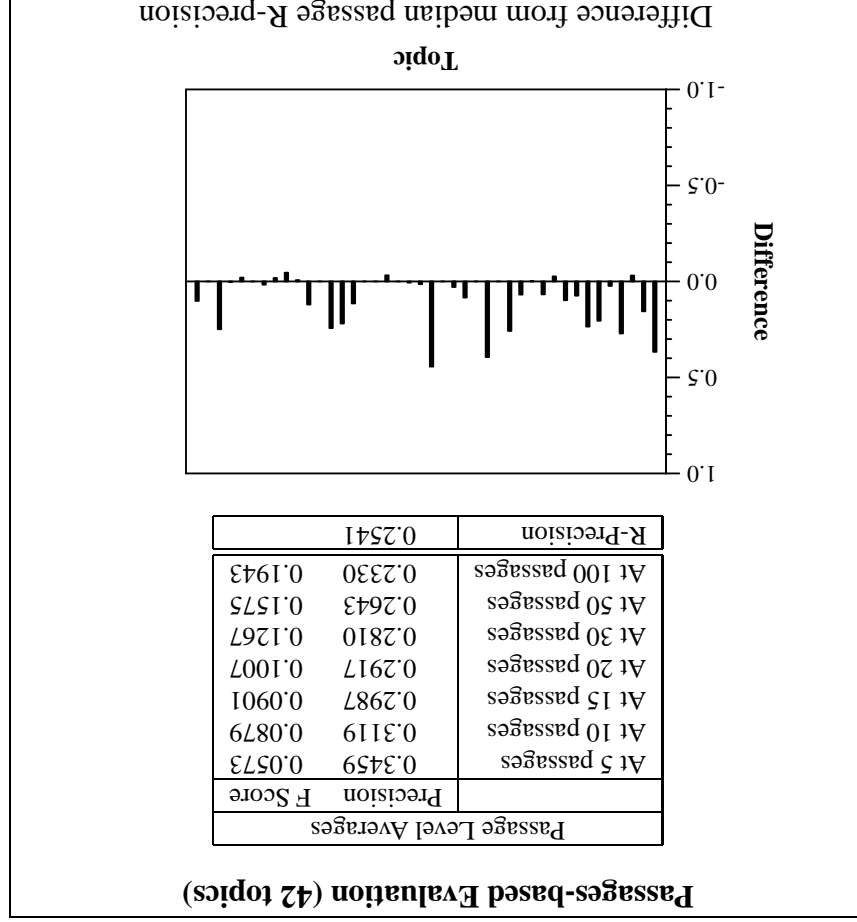 Passages-based Evaluation (42 topics)
Passage Level Averages
Precision F Score
At 5 passages 0.3459 0.0573
At 10 passages 0.3119 0.0879
At 15 passages 0.2987 0.0901
At 20 passages 0.2917 0.1007
At 30 passages 0.2810 0.1267
At 50 passages 0.2643 0.1575
At 100 passages 0.2330 0.1943
R-Precision 0.2541
1.0
0.5
0.0
-0.5
-1.0
Difference
Topic
Difference from median passage R-precision